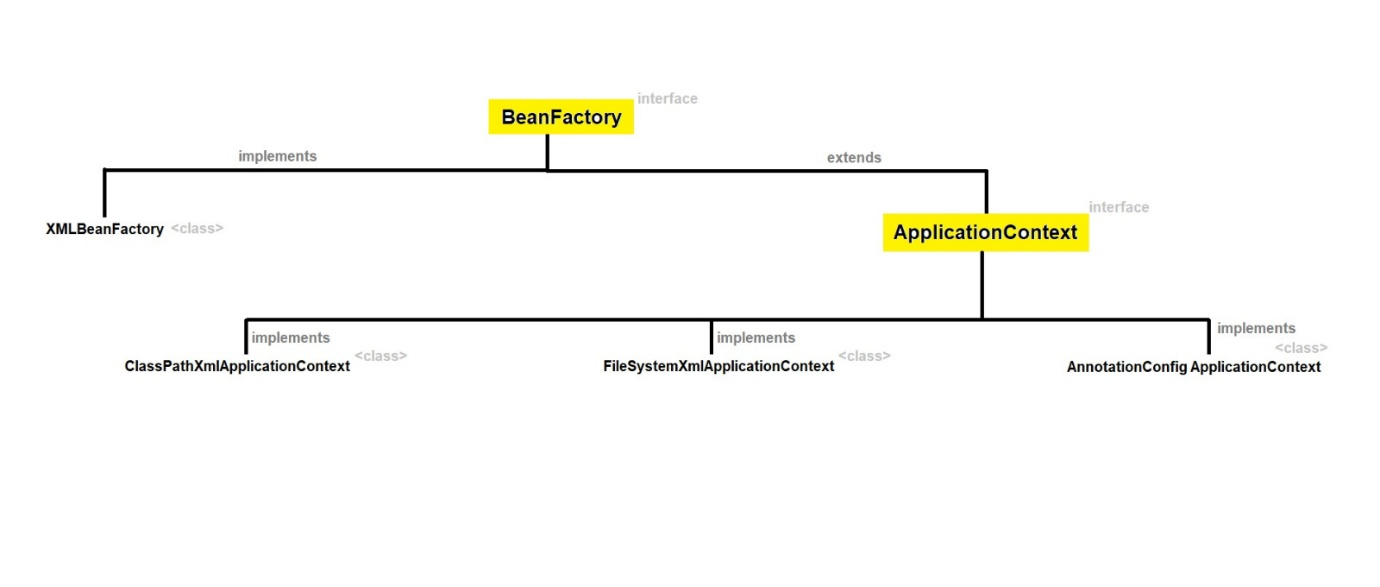 interface
BeanFactory
implements
extends
XMLBeanFactory <class>
interface
ApplicationContext
implements
<class>
ClassPathXmlApplicationContext
implements
<class>
FileSystemXmlApplicationContext
implements
<class>
AnnotationConfig ApplicationContext